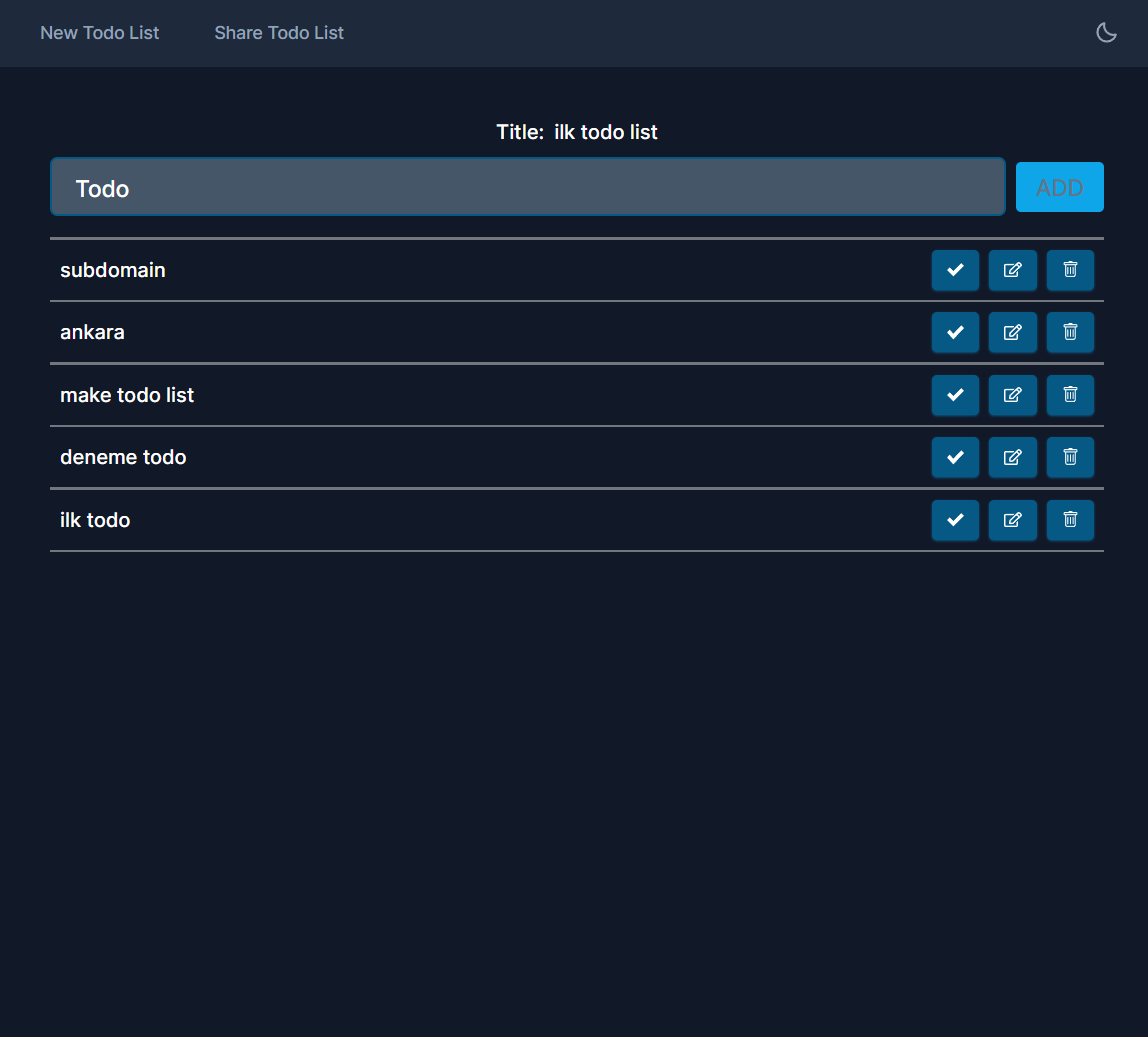 New Todo List Share Todo List
Title: ilk todo list
Todo ADD
subdomain
ankara
make todo list
deneme todo
ilk todo